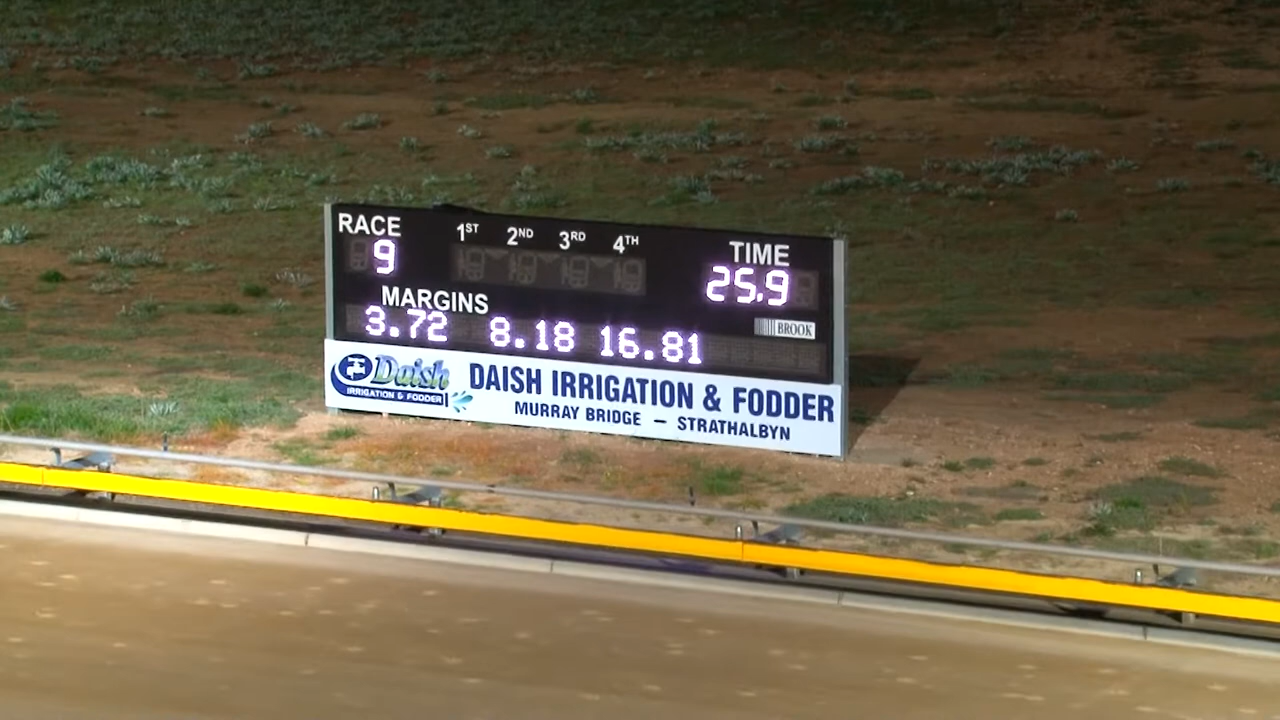 RACE 1ST 2ND 3RD 4TH TIME
9 25.9
MARGINS
3.72 8.18 16.81
BROOK
Daish
IRRIGATION & FODDER
DAISH IRRIGATION & FODDER
MURRAY BRIDGE — STRATHALBYN